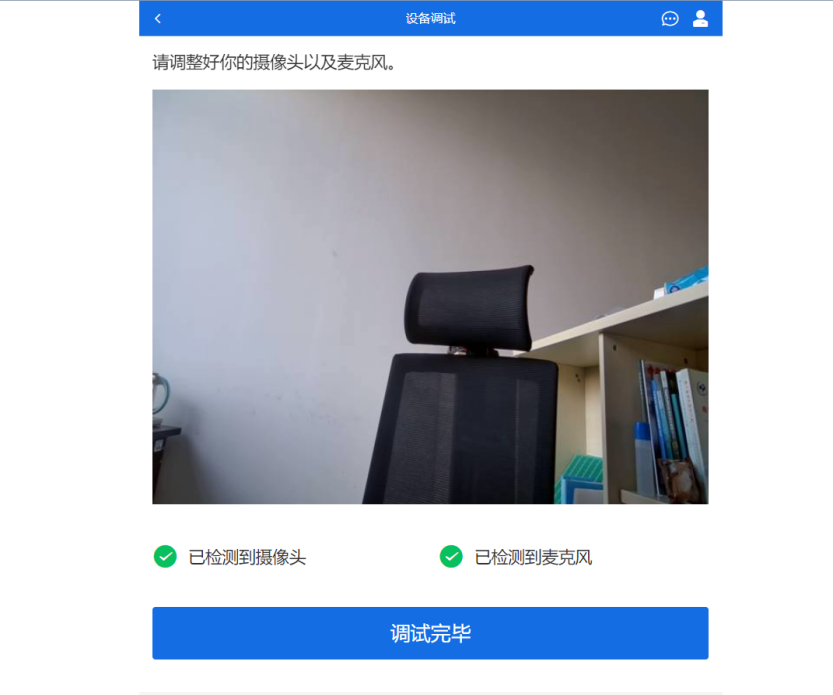 设备调试
请调整好你的摄像头以及麦克风。
已检测到摄像头
已检测到麦克风
调试完毕